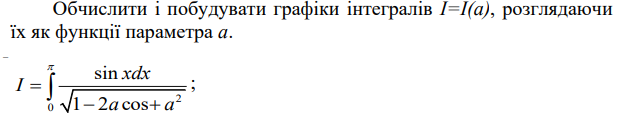 Обчислити і побудувати графіки інтегралів I=I(a), розглядаючи
їх як функції параметра a.
I = ∫₀^π sin xdx / √(1 − 2a cos + a²) ;